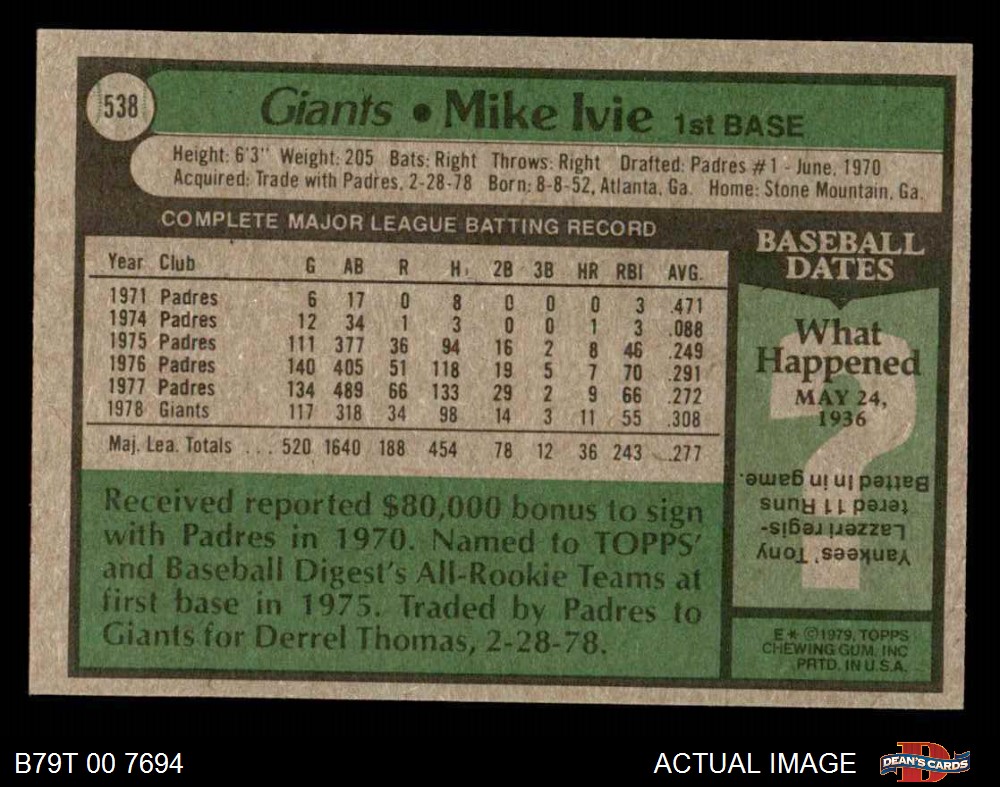 538
Giants • Mike Ivie 1st BASE
Height: 6'3" Weight: 205 Bats: Right Throws: Right Drafted: Padres #1 - June, 1970
Acquired: Trade with Padres, 2-28-78 Born: 8-8-52, Atlanta, Ga. Home: Stone Mountain, Ga.
COMPLETE MAJOR LEAGUE BATTING RECORD
Year Club G AB R H 2B 3B HR RBI AVG.
1971 Padres 6 17 0 8 0 0 0 3 .471
1974 Padres 12 34 1 3 0 0 1 3 .088
1975 Padres 111 377 36 94 16 2 8 46 .249
1976 Padres 140 405 51 118 19 5 7 70 .291
1977 Padres 134 489 66 133 29 2 9 66 .272
1978 Giants 117 318 34 98 14 3 11 55 .308
Maj. Lea. Totals ... 520 1640 188 454 78 12 36 243 .277
Received reported $80,000 bonus to sign
with Padres in 1970. Named to TOPPS'
and Baseball Digest's All-Rookie Teams at
first base in 1975. Traded by Padres to
Giants for Derrel Thomas, 2-28-78.
BASEBALL
DATES
What
Happened
MAY 24,
1936
?
Yankees' Tony
Lazzeri regis-
tered 11 Runs
Batted In in game.
E * ©1979, TOPPS
CHEWING GUM, INC
PRTD. IN U.S.A.
B79T 00 7694
ACTUAL IMAGE
D
DEAN'S CARDS